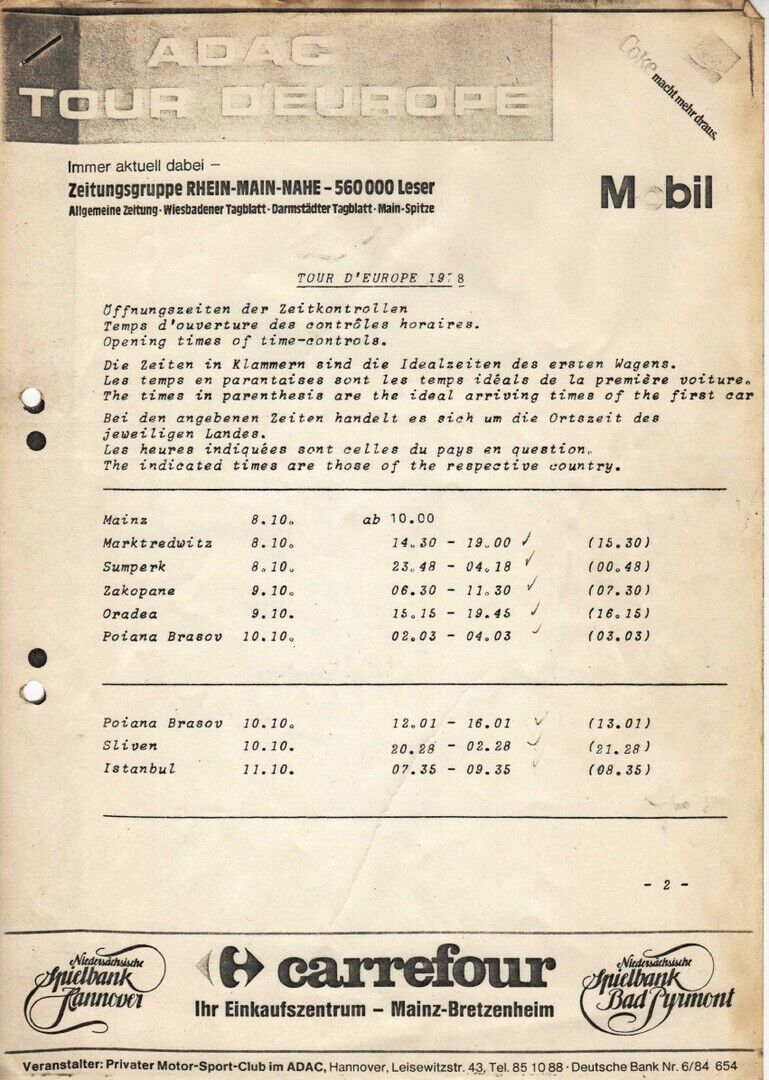 ADAC
TOUR D'EUROPE
Coke macht mehr draus.
Immer aktuell dabei –
Zeitungsgruppe RHEIN-MAIN-NAHE – 560 000 Leser
Allgemeine Zeitung · Wiesbadener Tagblatt · Darmstädter Tagblatt · Main-Spitze
Mobil
TOUR D'EUROPE 1978
Öffnungszeiten der Zeitkontrollen
Temps d'ouverture des contrôles horaires.
Opening times of time-controls.
Die Zeiten in Klammern sind die Idealzeiten des ersten Wagens.
Les temps en parantaises sont les temps idéals de la première voiture.
The times in parenthesis are the ideal arriving times of the first car
Bei den angebenen Zeiten handelt es sich um die Ortszeit des
jeweiligen Landes.
Les heures indiquées sont celles du pays en question.
The indicated times are those of the respective country.
Mainz 8.10. ab 10.00
Marktredwitz 8.10. 14.30 - 19.00 ✓ (15.30)
Sumperk 8.10. 23.48 - 04.18 ✓ (00.48)
Zakopane 9.10. 06.30 - 11.30 ✓ (07.30)
Oradea 9.10. 15.15 - 19.45 ✓ (16.15)
Poiana Brasov 10.10. 02.03 - 04.03 ✓ (03.03)
Poiana Brasov 10.10. 12.01 - 16.01 ✓ (13.01)
Sliven 10.10. 20.28 - 02.28 ✓ (21.28)
Istanbul 11.10. 07.35 - 09.35 ✓ (08.35)
- 2 -
Niedersächsische
Spielbank
Hannover
carrefour
Ihr Einkaufszentrum – Mainz-Bretzenheim
Niedersächsische
Spielbank
Bad Pyrmont
Veranstalter: Privater Motor-Sport-Club im ADAC, Hannover, Leisewitzstr. 43, Tel. 85 10 88 · Deutsche Bank Nr. 6/84 654